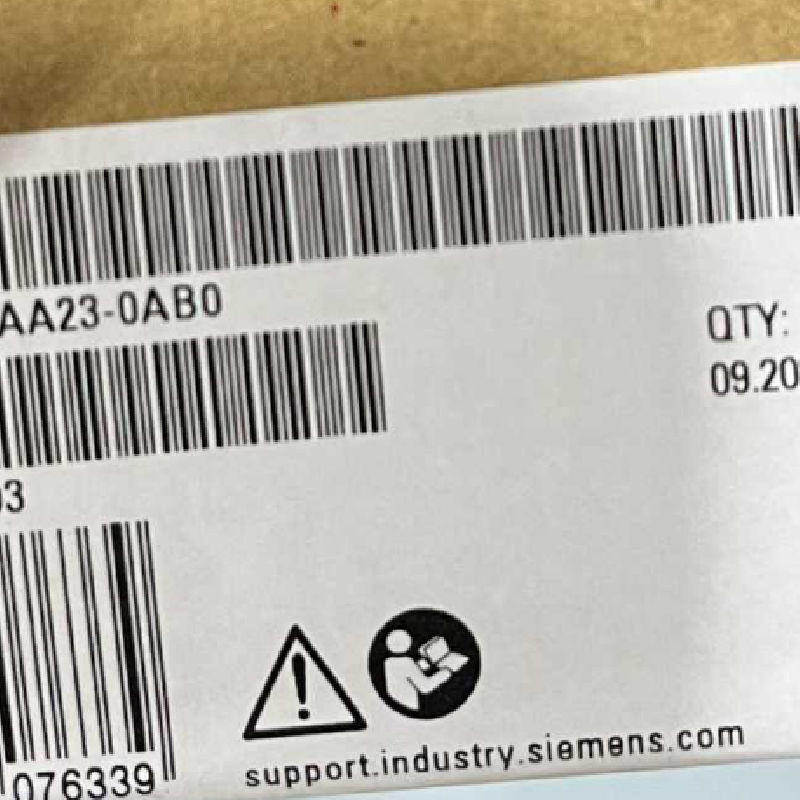 AA23-0AB0
QTY:
09.20
03
076339
support.industry.siemens.com